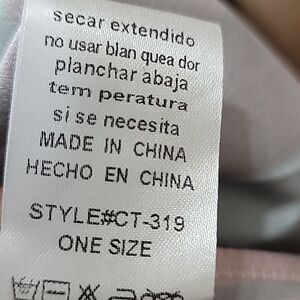 secar extendido
no usar blan quea dor
planchar abaja
tem peratura
si se necesita
MADE IN CHINA
HECHO EN CHINA
STYLE#CT-319
ONE SIZE